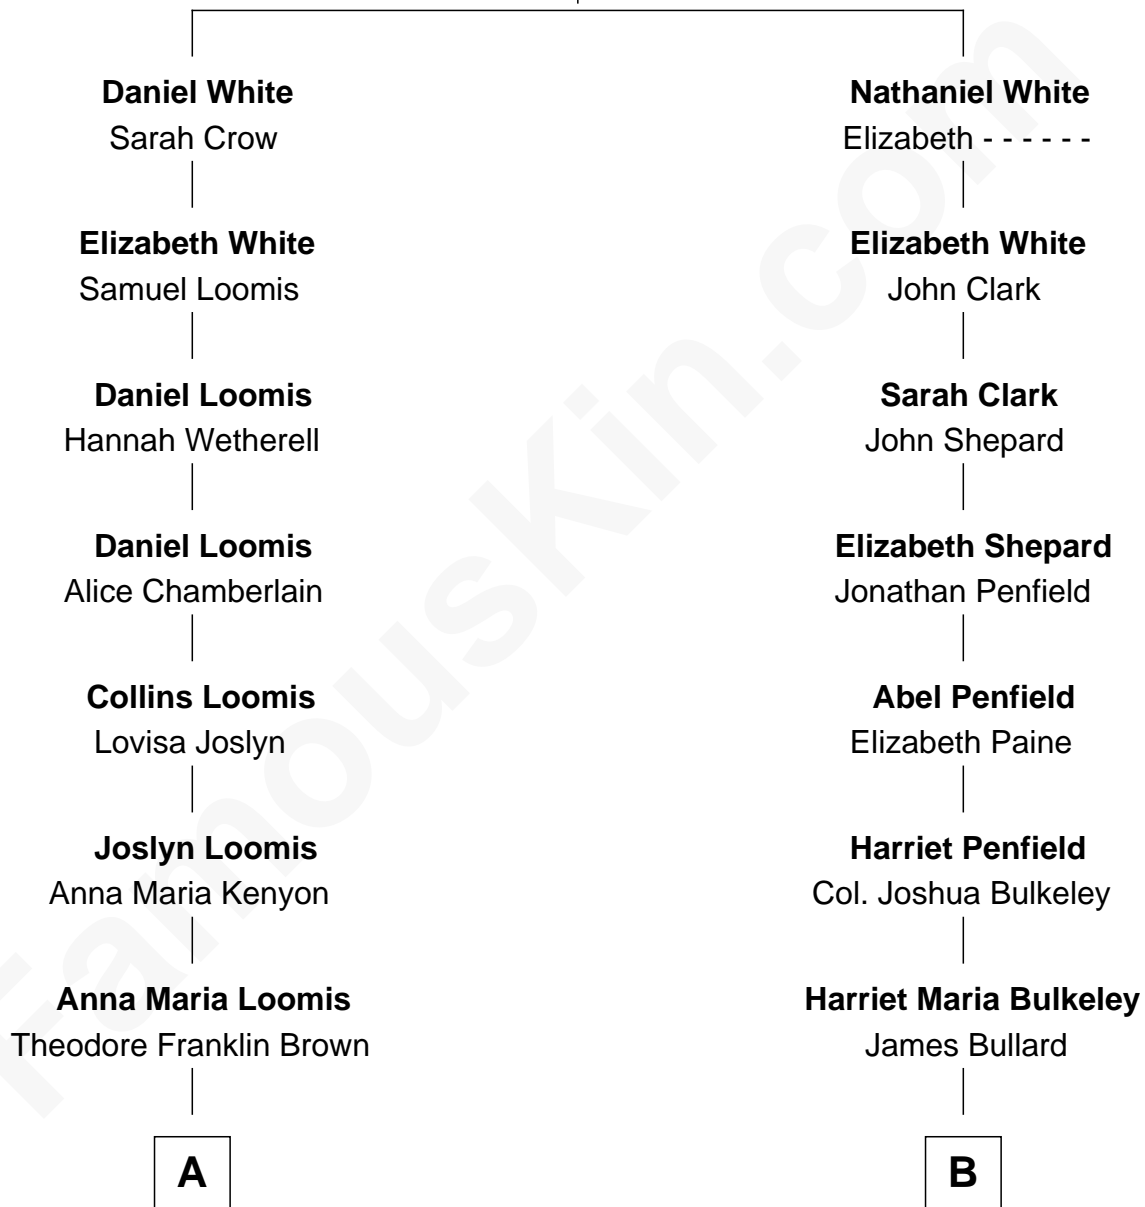 Daniel White
Sarah Crow
Elizabeth White
Samuel Loomis
Daniel Loomis
Hannah Wetherell
Daniel Loomis
Alice Chamberlain
Collins Loomis
Lovisa Joslyn
Joslyn Loomis
Anna Maria Kenyon
Anna Maria Loomis
Theodore Franklin Brown
A
Nathaniel White
Elizabeth - - - - - -
Elizabeth White
John Clark
Sarah Clark
John Shepard
Elizabeth Shepard
Jonathan Penfield
Abel Penfield
Elizabeth Paine
Harriet Penfield
Col. Joshua Bulkeley
Harriet Maria Bulkeley
James Bullard
B
FamousKin.com